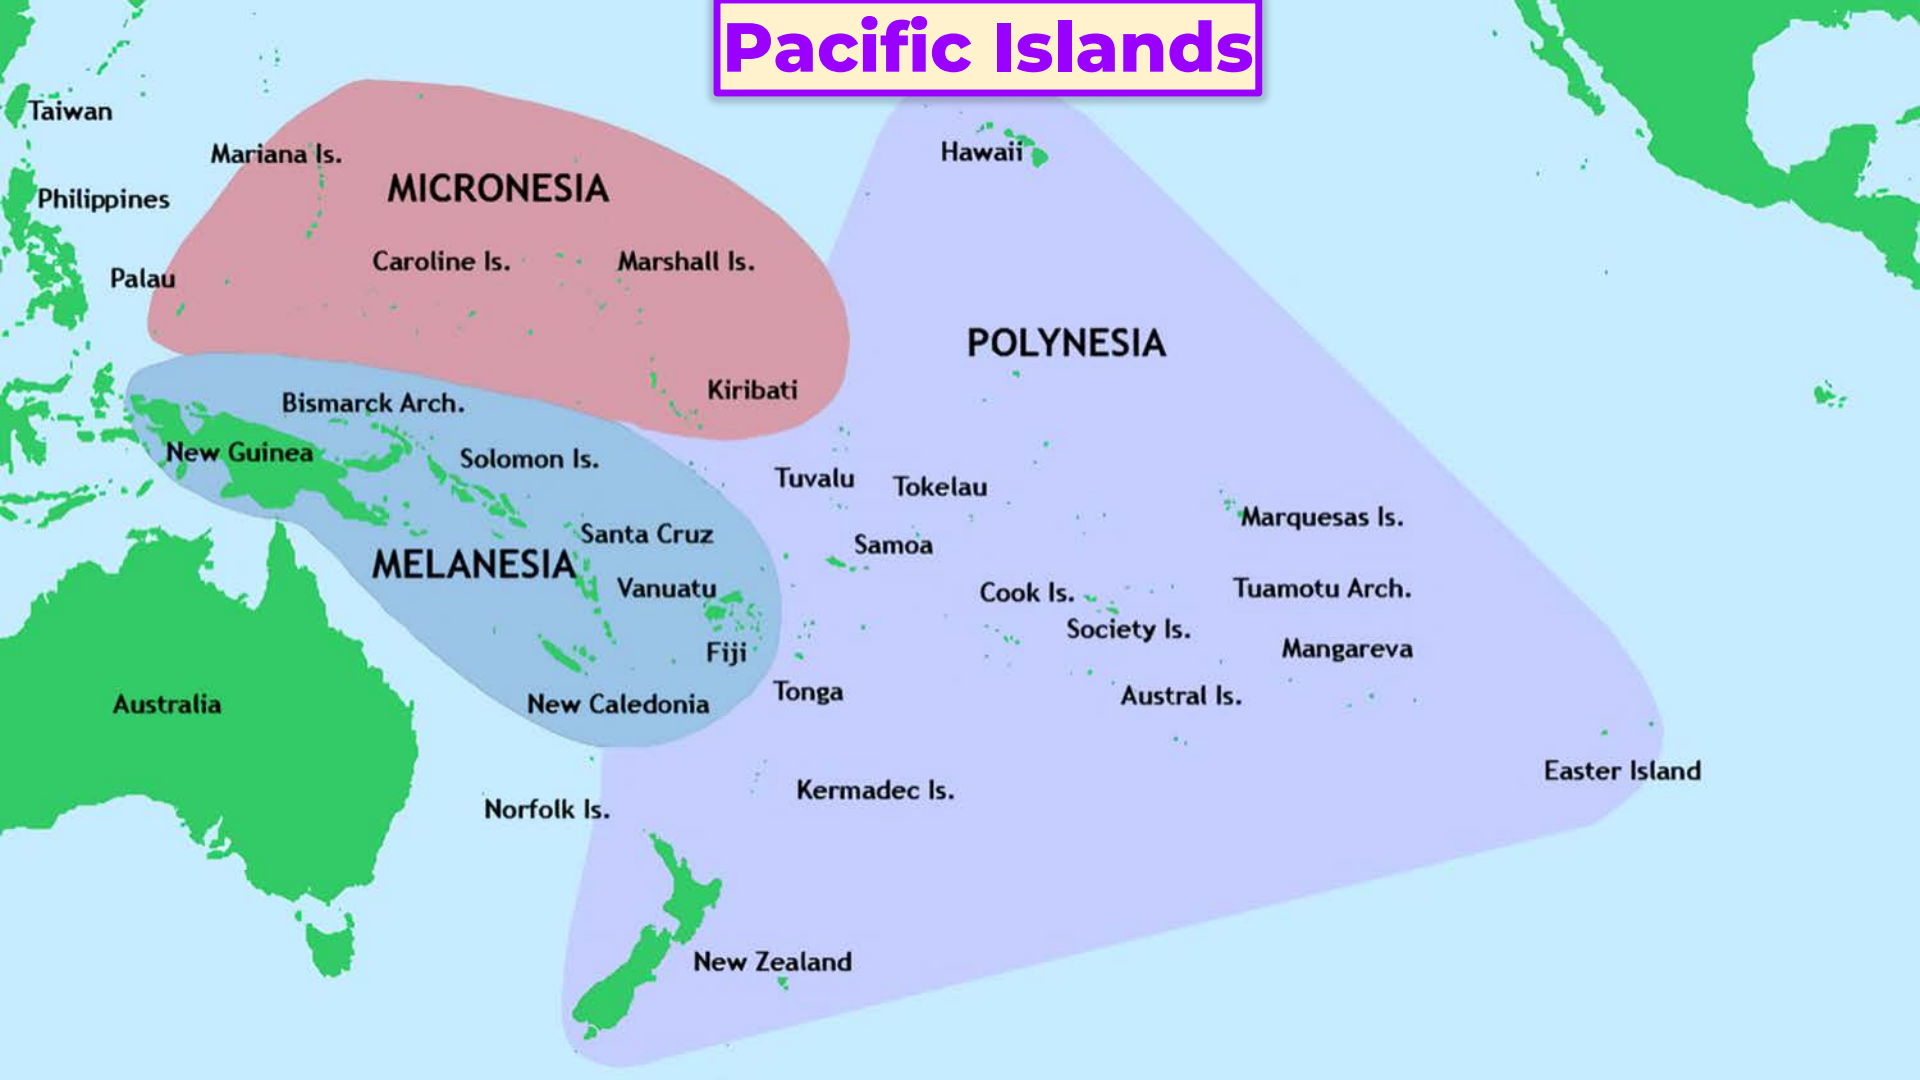 Pacific Islands
Taiwan
Mariana Is.
Hawaii
MICRONESIA
Philippines
Caroline Is.
Marshall Is.
Palau
POLYNESIA
Kiribati
Bismarck Arch.
New Guinea
Solomon Is.
Tuvalu
Tokelau
Marquesas Is.
Santa Cruz
Samoa
MELANESIA
Vanuatu
Cook Is.
Tuamotu Arch.
Society Is.
Fiji
Mangareva
Tonga
Austral Is.
Australia
New Caledonia
Easter Island
Kermadec Is.
Norfolk Is.
New Zealand